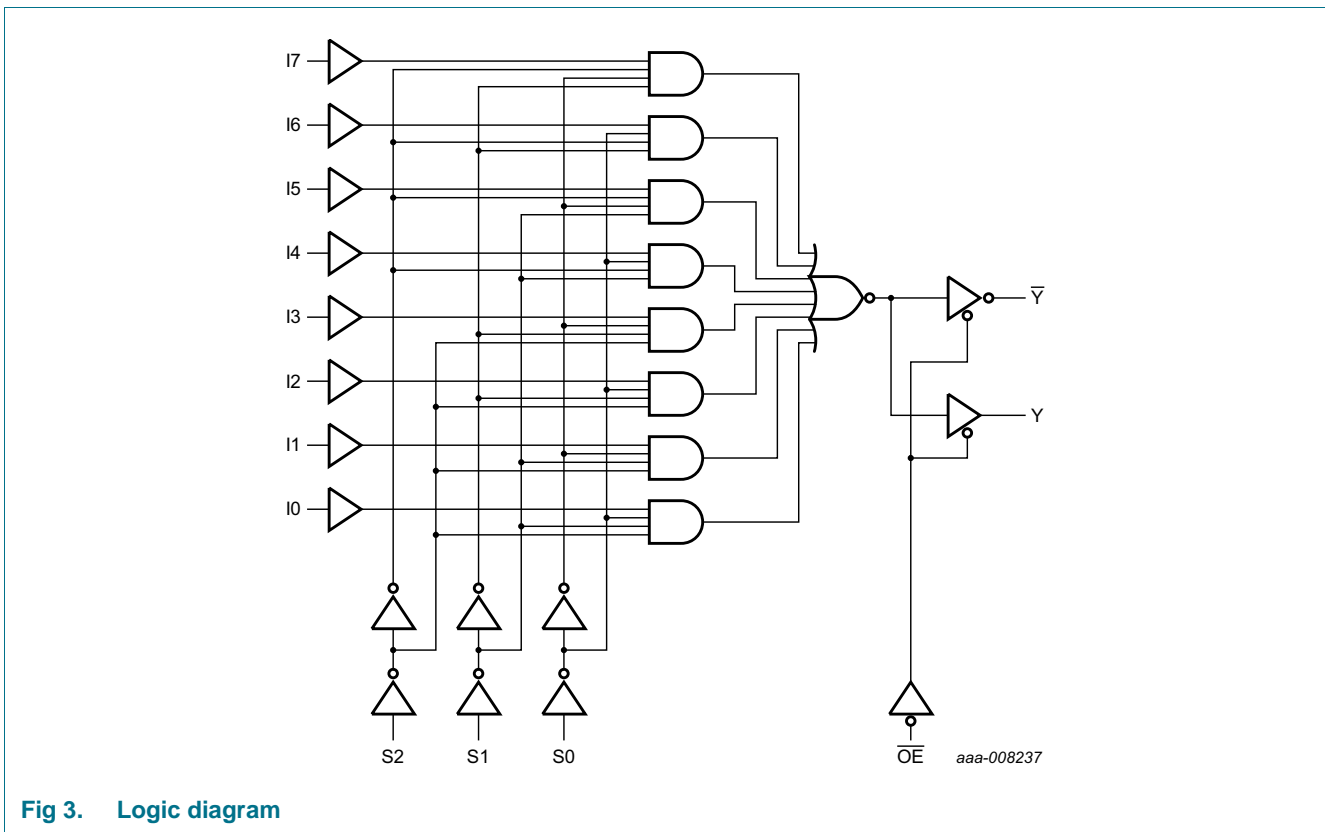 I7
I6
I5
I4
I3
I2
I1
I0
Y̅
Y
S2 S1 S0 O̅E̅ aaa-008237
Fig 3. Logic diagram